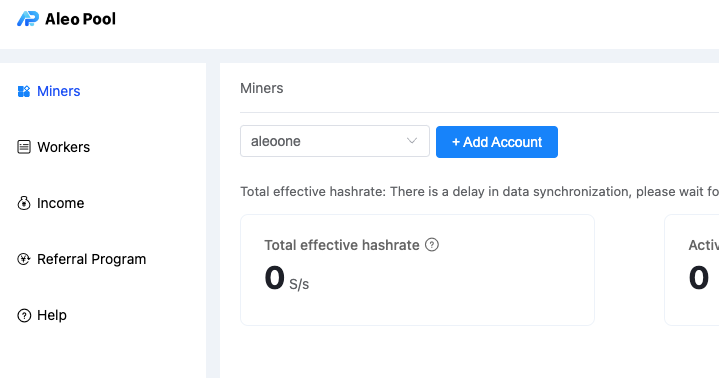 Aleo Pool
Miners
Workers
Income
Referral Program
Help
Miners
aleoone
+ Add Account
Total effective hashrate: There is a delay in data synchronization, please wait fo
Total effective hashrate
0 S/s
Activ
0